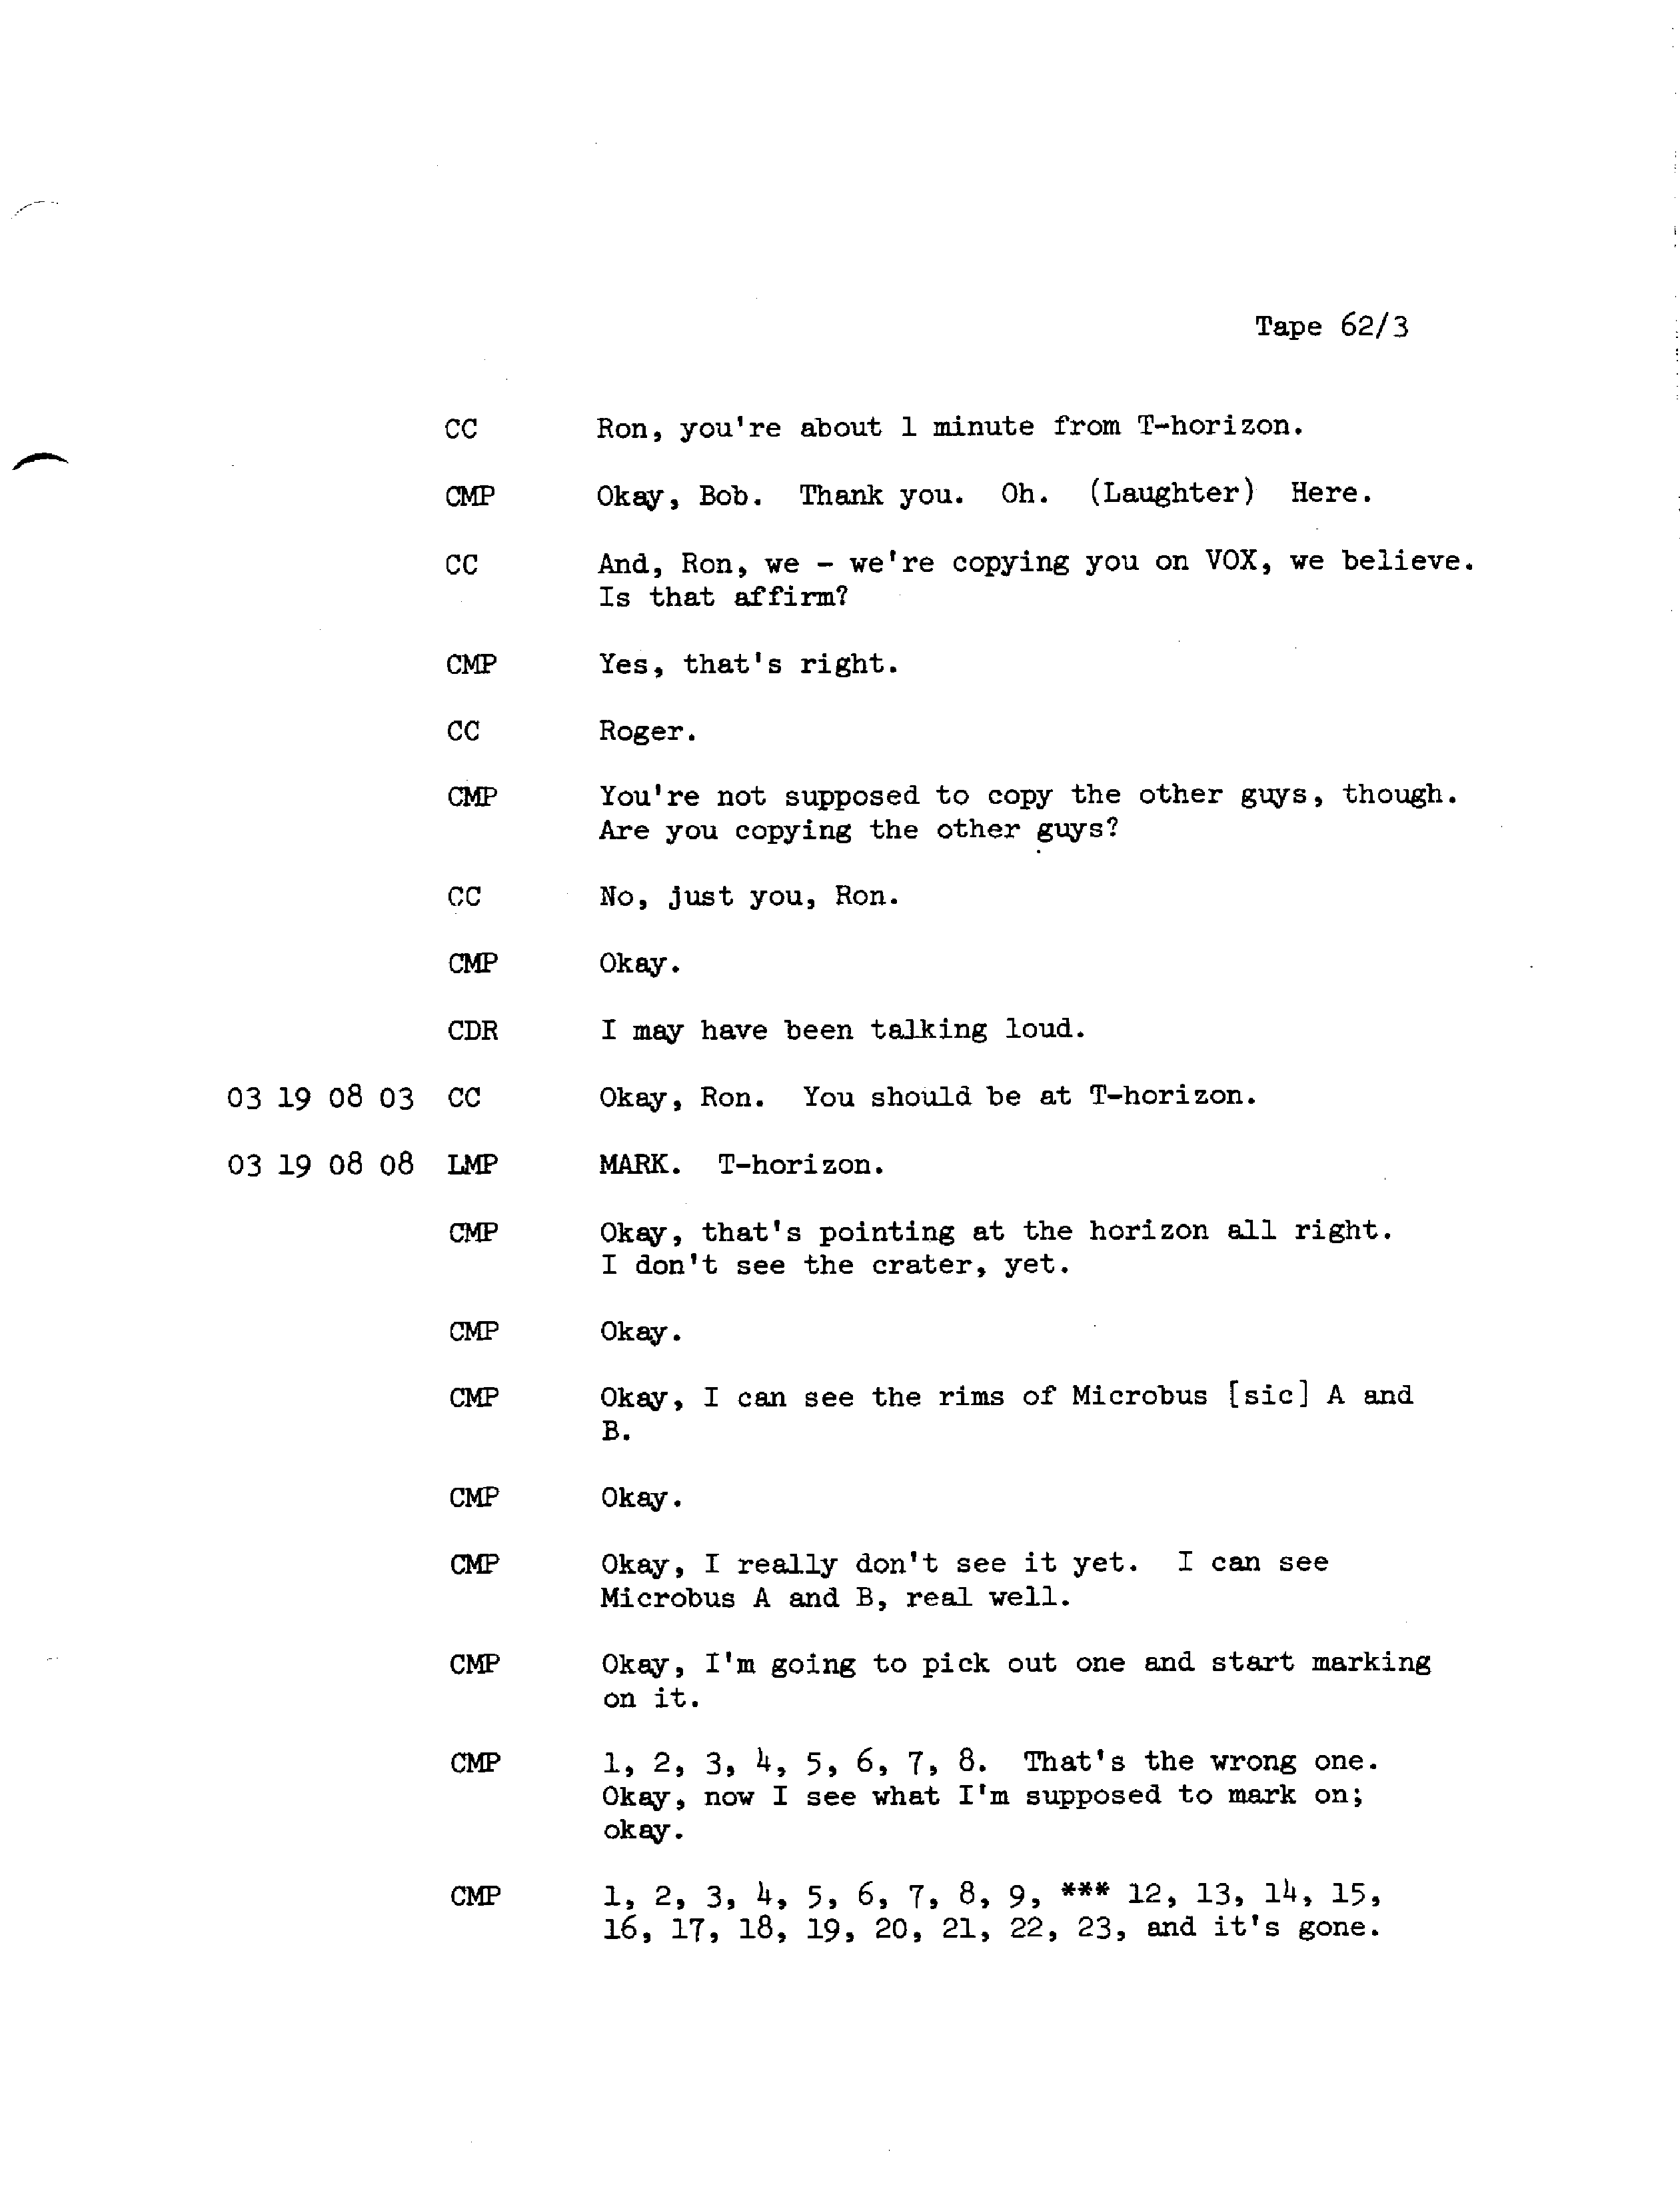 Tape 62/3
CC Ron, you're about 1 minute from T-horizon.
CMP Okay, Bob. Thank you. Oh. (Laughter) Here.
CC And, Ron, we - we're copying you on VOX, we believe.
Is that affirm?
CMP Yes, that's right.
CC Roger.
CMP You're not supposed to copy the other guys, though.
Are you copying the other guys?
CC No, just you, Ron.
CMP Okay.
CDR I may have been talking loud.
03 19 08 03 CC Okay, Ron. You should be at T-horizon.
03 19 08 08 LMP MARK. T-horizon.
CMP Okay, that's pointing at the horizon all right.
I don't see the crater, yet.
CMP Okay.
CMP Okay, I can see the rims of Microbus [sic] A and
B.
CMP Okay.
CMP Okay, I really don't see it yet. I can see
Microbus A and B, real well.
CMP Okay, I'm going to pick out one and start marking
on it.
CMP 1, 2, 3, 4, 5, 6, 7, 8. That's the wrong one.
Okay, now I see what I'm supposed to mark on;
okay.
CMP 1, 2, 3, 4, 5, 6, 7, 8, 9, *** 12, 13, 14, 15,
16, 17, 18, 19, 20, 21, 22, 23, and it's gone.